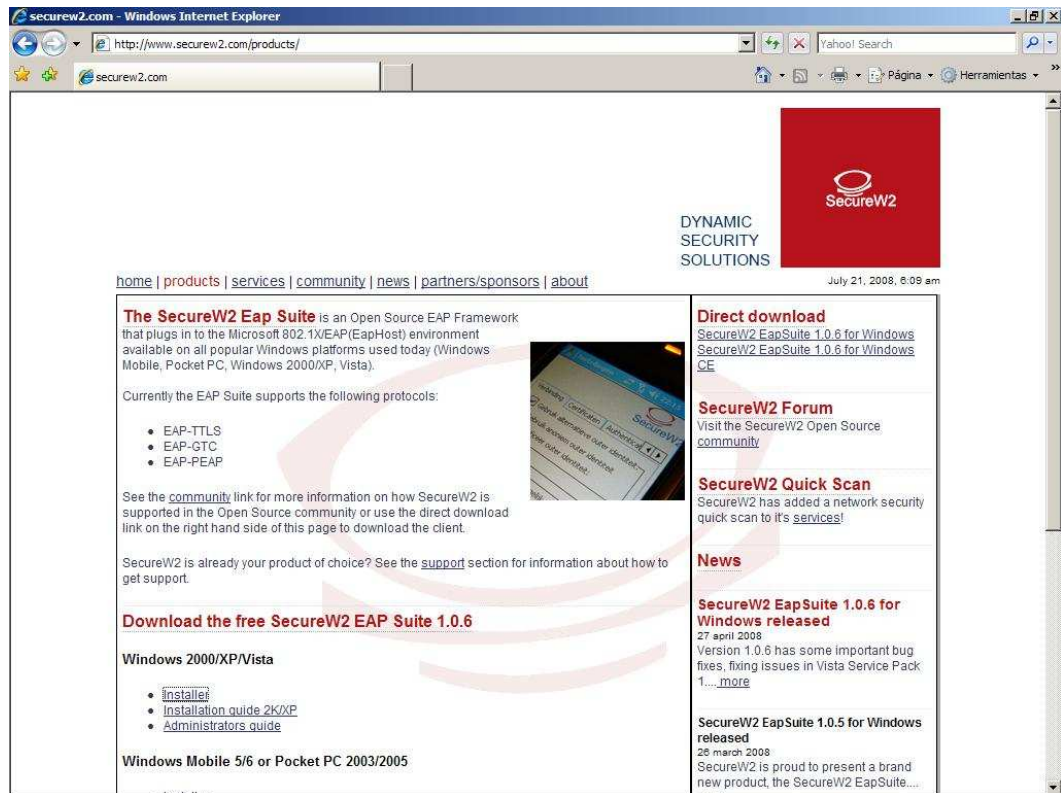 securew2.com - Windows Internet Explorer
http://www.securew2.com/products/
Yahoo! Search
securew2.com
Página
Herramientas
SecureW2
DYNAMIC
SECURITY
SOLUTIONS
home | products | services | community | news | partners/sponsors | about
July 21, 2008, 6:09 am
The SecureW2 Eap Suite is an Open Source EAP Framework
that plugs in to the Microsoft 802.1X/EAP(EapHost) environment
available on all popular Windows platforms used today (Windows
Mobile, Pocket PC, Windows 2000/XP, Vista).
Currently the EAP Suite supports the following protocols:
• EAP-TTLS
• EAP-GTC
• EAP-PEAP
See the community link for more information on how SecureW2 is
supported in the Open Source community or use the direct download
link on the right hand side of this page to download the client.
SecureW2 is already your product of choice? See the support section for information about how to
get support.
Download the free SecureW2 EAP Suite 1.0.6
Windows 2000/XP/Vista
• Installer
• Installation guide 2K/XP
• Administrators guide
Windows Mobile 5/6 or Pocket PC 2003/2005
Verbinding Certificaten Authenticat
SecureW
Gebruik alternatieve outer identiteit
anoniem outer identiteit
outer identiteit:
Direct download
SecureW2 EapSuite 1.0.6 for Windows
SecureW2 EapSuite 1.0.6 for Windows
CE
SecureW2 Forum
Visit the SecureW2 Open Source
community
SecureW2 Quick Scan
SecureW2 has added a network security
quick scan to it's services!
News
SecureW2 EapSuite 1.0.6 for
Windows released
27 april 2008
Version 1.0.6 has some important bug
fixes, fixing issues in Vista Service Pack
1.... more
SecureW2 EapSuite 1.0.5 for Windows
released
26 march 2008
SecureW2 is proud to present a brand
new product, the SecureW2 EapSuite....